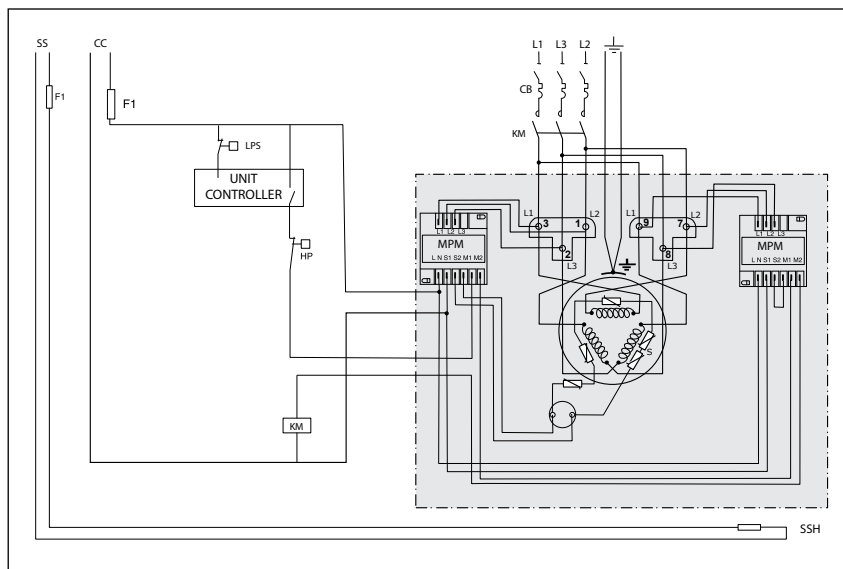 SS
CC
L1 L3 L2
F1
F1
CB
KM
LPS
UNIT
CONTROLLER
HP
L1
3
1
L2
2
L3
L1
9
7
L2
8
L3
L1 L2 L3
MPM
L N S1 S2 M1 M2
L1 L2 L3
MPM
L N S1 S2 M1 M2
S
KM
SSH